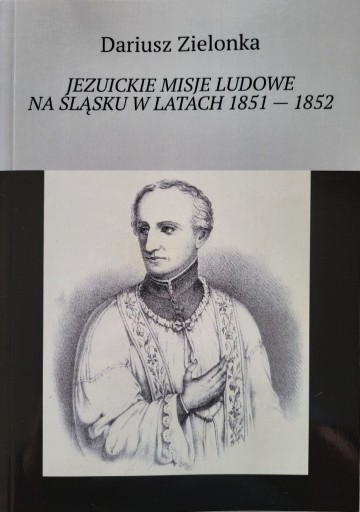 Dariusz Zielonka
JEZUICKIE MISJE LUDOWE
NA ŚLĄSKU W LATACH 1851 — 1852